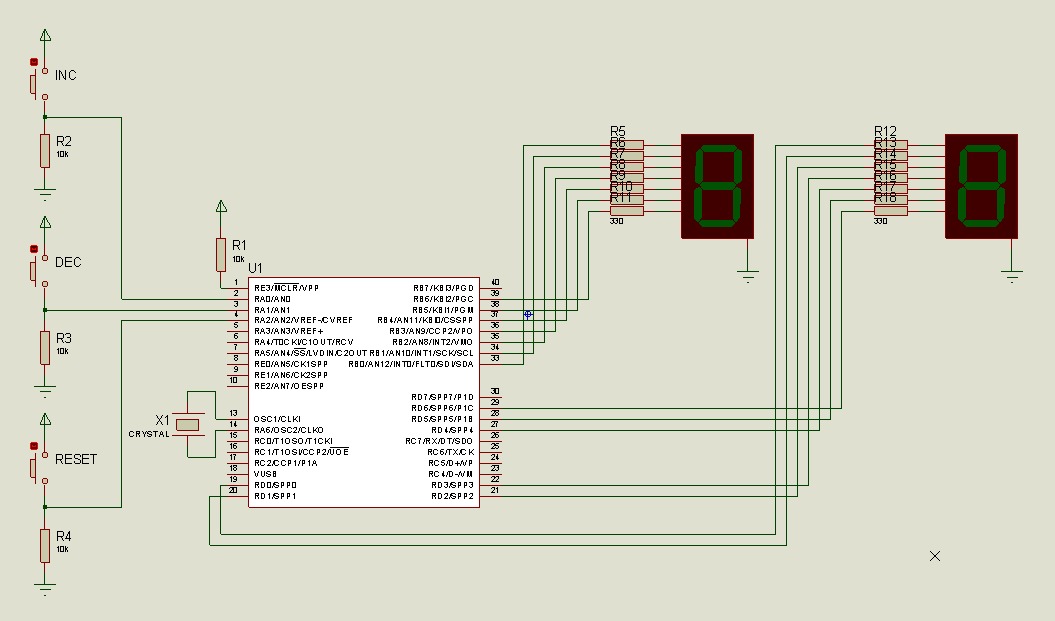 INC
R2
10k
DEC
R3
10k
RESET
R4
10k
R1
10k
U1
X1
CRYSTAL
1 RE3/MCLR/VPP
2 RA0/AN0
3 RA1/AN1
4 RA2/AN2/VREF-/CVREF
5 RA3/AN3/VREF+
6 RA4/T0CKI/C1OUT/RCV
7 RA5/AN4/SS/LVDIN/C2OUT
8 RE0/AN5/CK1SPP
9 RE1/AN6/CK2SPP
10 RE2/AN7/OESPP
13 OSC1/CLKI
14 RA6/OSC2/CLKO
15 RC0/T1OSO/T1CKI
16 RC1/T1OSI/CCP2/UOE
17 RC2/CCP1/P1A
18 VUSB
19 RD0/SPP0
20 RD1/SPP1
RB7/KBI3/PGD 40
RB6/KBI2/PGC 39
RB5/KBI1/PGM 38
RB4/AN11/KBI0/CSSPP 37
RB3/AN9/CCP2/VPO 36
RB2/AN8/INT2/VMO 35
RB1/AN10/INT1/SCK/SCL 34
RB0/AN12/INT0/FLT0/SDI/SDA 33
RD7/SPP7/P1D 30
RD6/SPP6/P1C 29
RD5/SPP5/P1B 28
RD4/SPP4 27
RC7/RX/DT/SDO 26
RC6/TX/CK 25
RC5/D+/VP 24
RC4/D-/VM 23
RD3/SPP3 22
RD2/SPP2 21
R5
R6
R7
R8
R9
R10
R11
330
R12
R13
R14
R15
R16
R17
R18
330